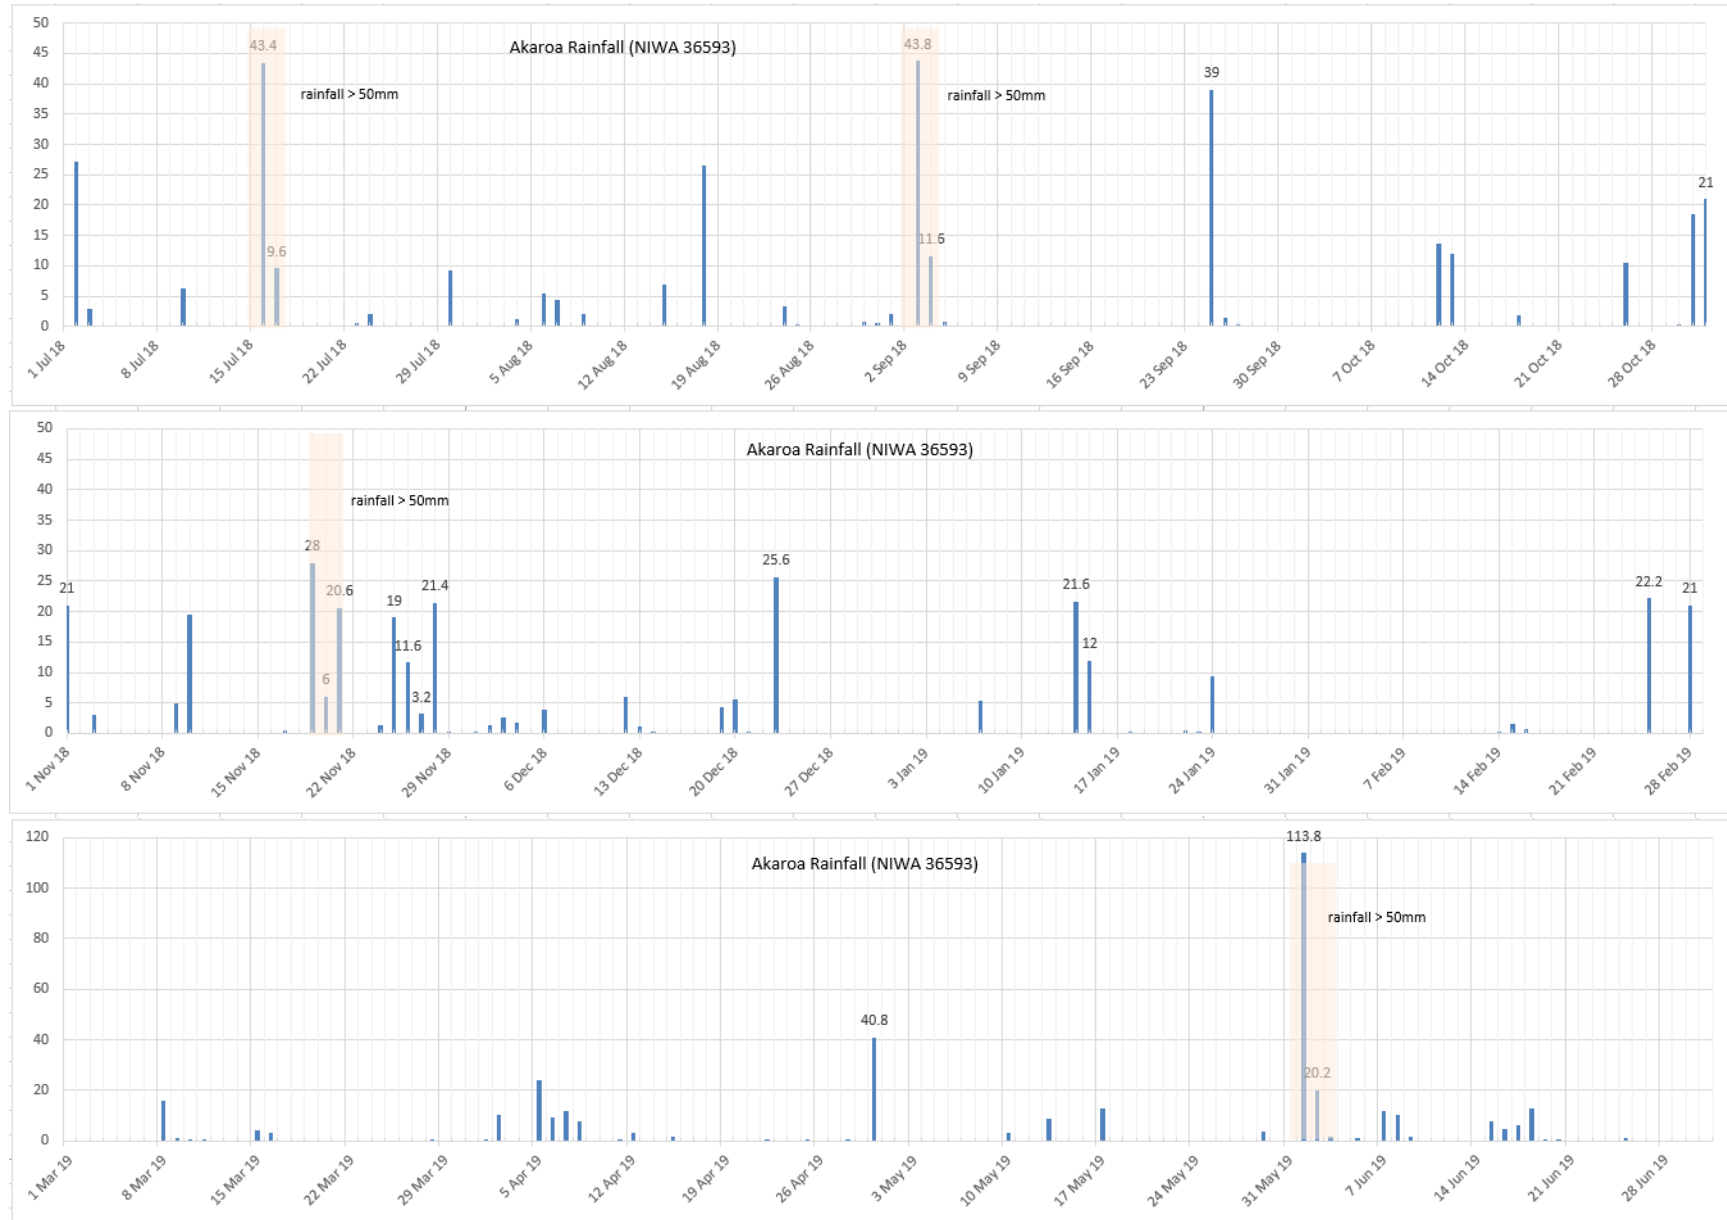 50
43.4
Akaroa Rainfall (NIWA 36593)
43.8
45
40
39
rainfall > 50mm
rainfall > 50mm
35
30
25
21
20
15
9.6
11.6
10
5
0
1 Jul 18
8 Jul 18
15 Jul 18
22 Jul 18
29 Jul 18
5 Aug 18
12 Aug 18
19 Aug 18
26 Aug 18
2 Sep 18
9 Sep 18
16 Sep 18
23 Sep 18
30 Sep 18
7 Oct 18
14 Oct 18
21 Oct 18
28 Oct 18
50
Akaroa Rainfall (NIWA 36593)
45
40
rainfall > 50mm
35
30
28
25.6
25
21
20.6
19
21.4
21.6
22.2
21
20
15
11.6
12
10
6
3.2
5
0
1 Nov 18
8 Nov 18
15 Nov 18
22 Nov 18
29 Nov 18
6 Dec 18
13 Dec 18
20 Dec 18
27 Dec 18
3 Jan 19
10 Jan 19
17 Jan 19
24 Jan 19
31 Jan 19
7 Feb 19
14 Feb 19
21 Feb 19
28 Feb 19
120
113.8
Akaroa Rainfall (NIWA 36593)
100
rainfall > 50mm
80
60
40.8
40
20.2
20
0
1 Mar 19
8 Mar 19
15 Mar 19
22 Mar 19
29 Mar 19
5 Apr 19
12 Apr 19
19 Apr 19
26 Apr 19
3 May 19
10 May 19
17 May 19
24 May 19
31 May 19
7 Jun 19
14 Jun 19
21 Jun 19
28 Jun 19